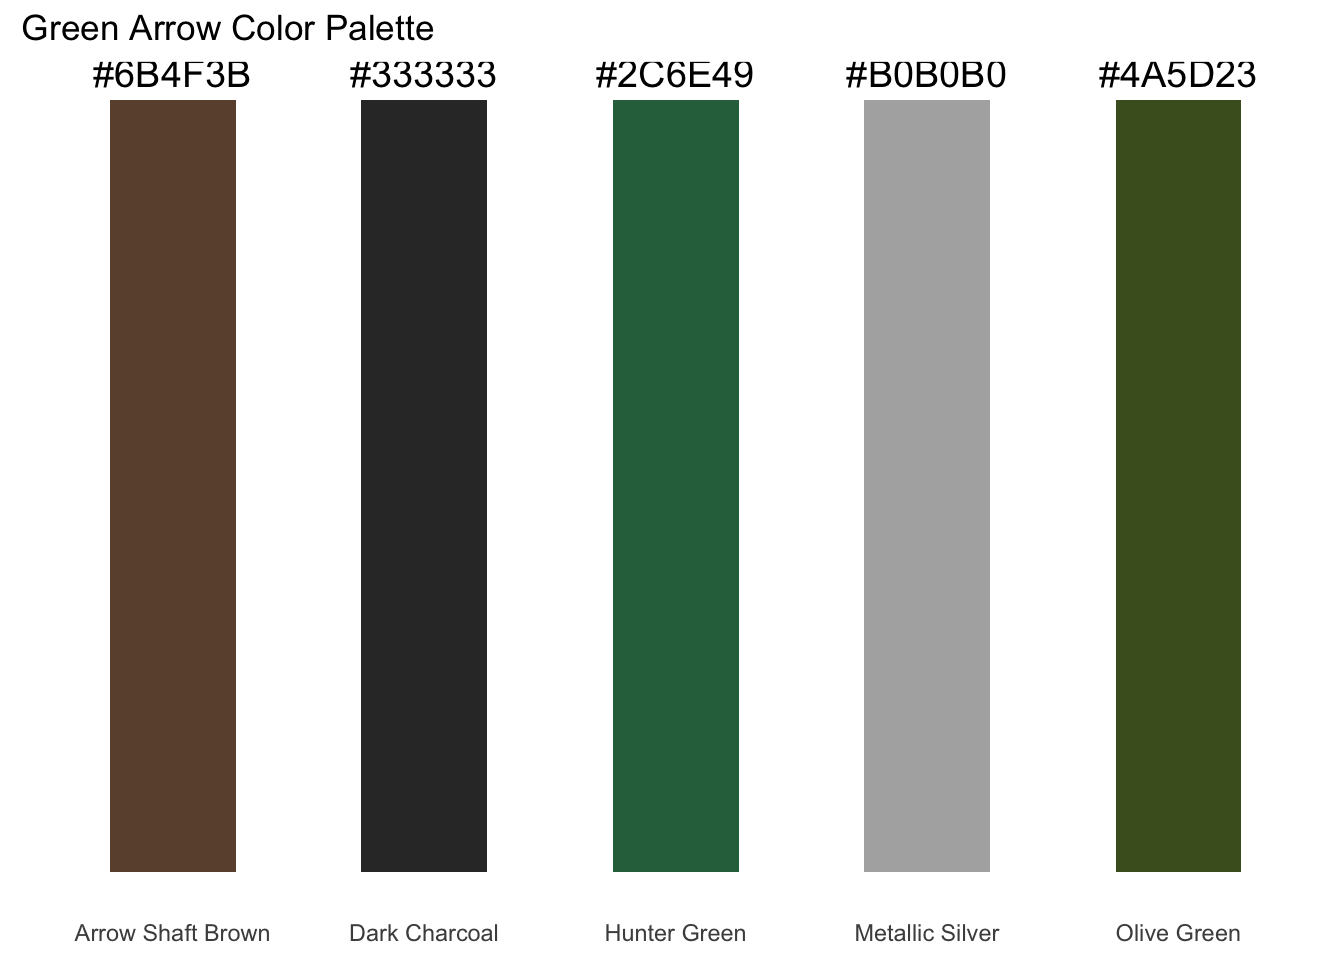 Green Arrow Color Palette
#6B4F3B #333333 #2C6E49 #B0B0B0 #4A5D23
Arrow Shaft Brown Dark Charcoal Hunter Green Metallic Silver Olive Green